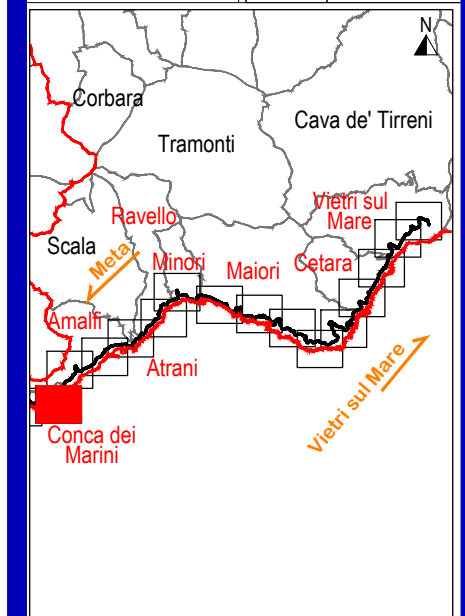 N
Corbara
Cava de' Tirreni
Tramonti
Vietri sul
Mare
Ravello
Scala
Meta
Minori
Maiori
Cetara
Amalfi
Atrani
Vietri sul Mare
Conca dei
Marini